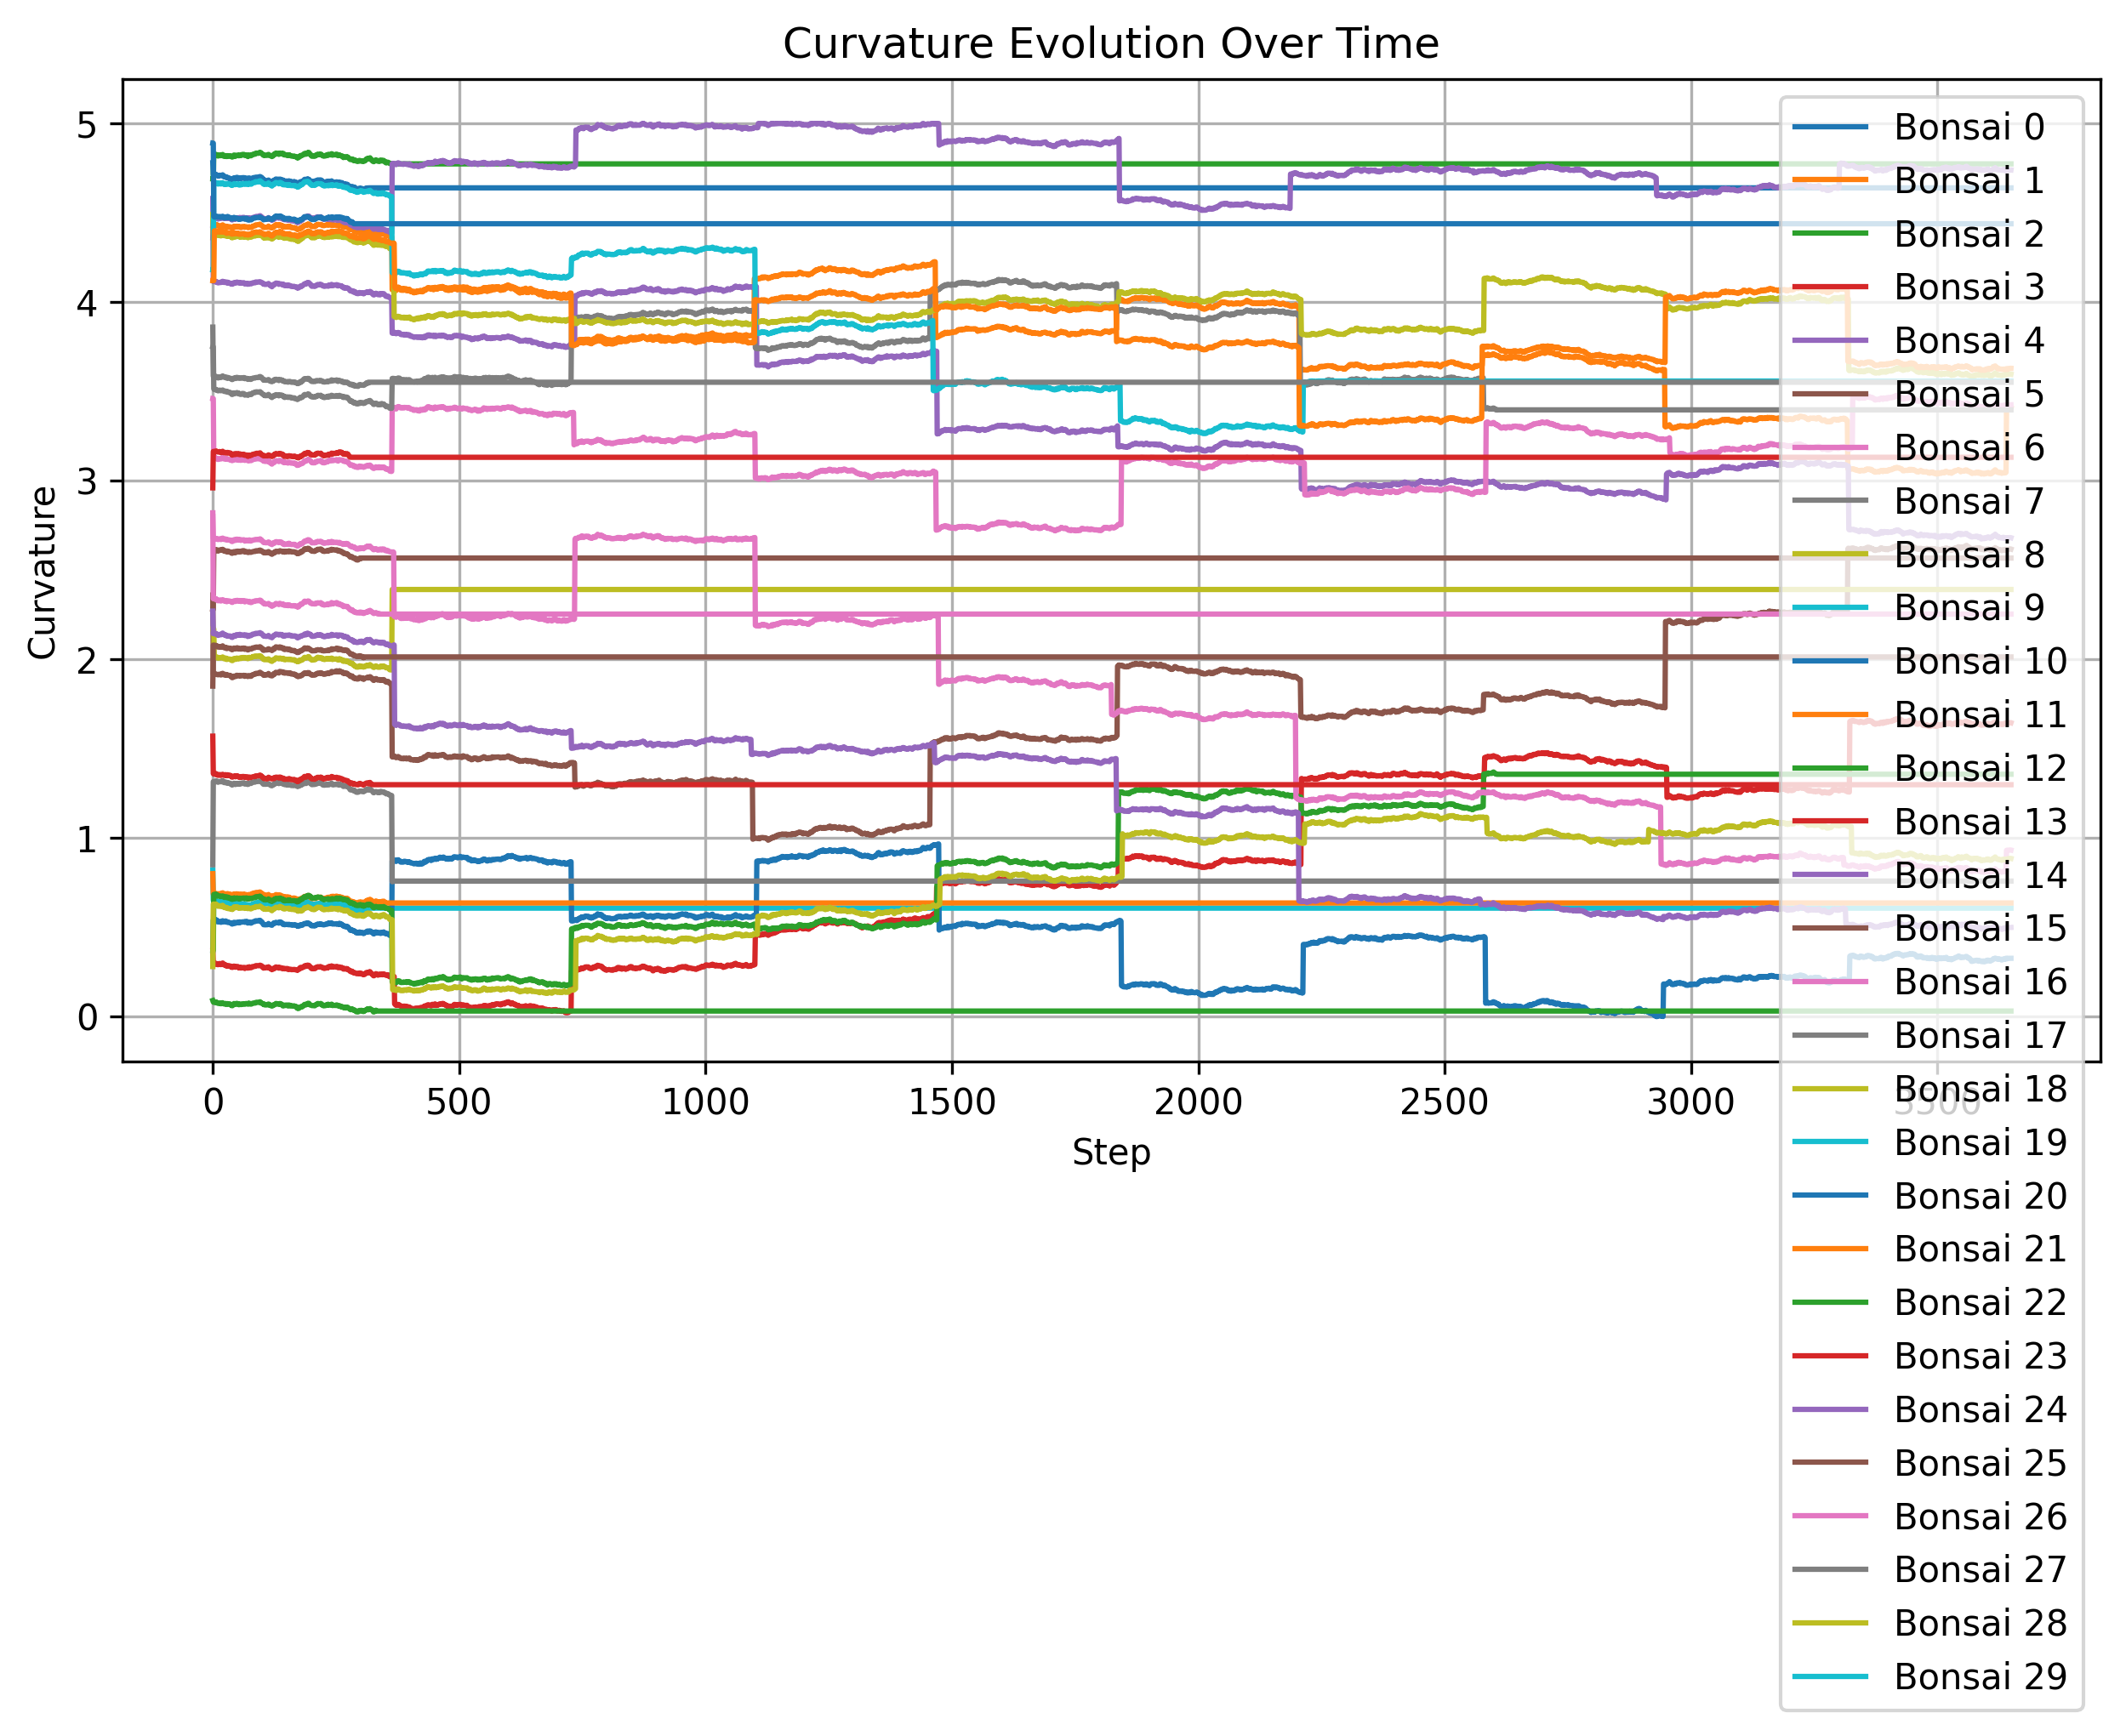 Curvature Evolution Over Time
Curvature
5
4
3
2
1
0
0
500
1000
1500
2000
2500
3000
3500
Step
Bonsai 0
Bonsai 1
Bonsai 2
Bonsai 3
Bonsai 4
Bonsai 5
Bonsai 6
Bonsai 7
Bonsai 8
Bonsai 9
Bonsai 10
Bonsai 11
Bonsai 12
Bonsai 13
Bonsai 14
Bonsai 15
Bonsai 16
Bonsai 17
Bonsai 18
Bonsai 19
Bonsai 20
Bonsai 21
Bonsai 22
Bonsai 23
Bonsai 24
Bonsai 25
Bonsai 26
Bonsai 27
Bonsai 28
Bonsai 29